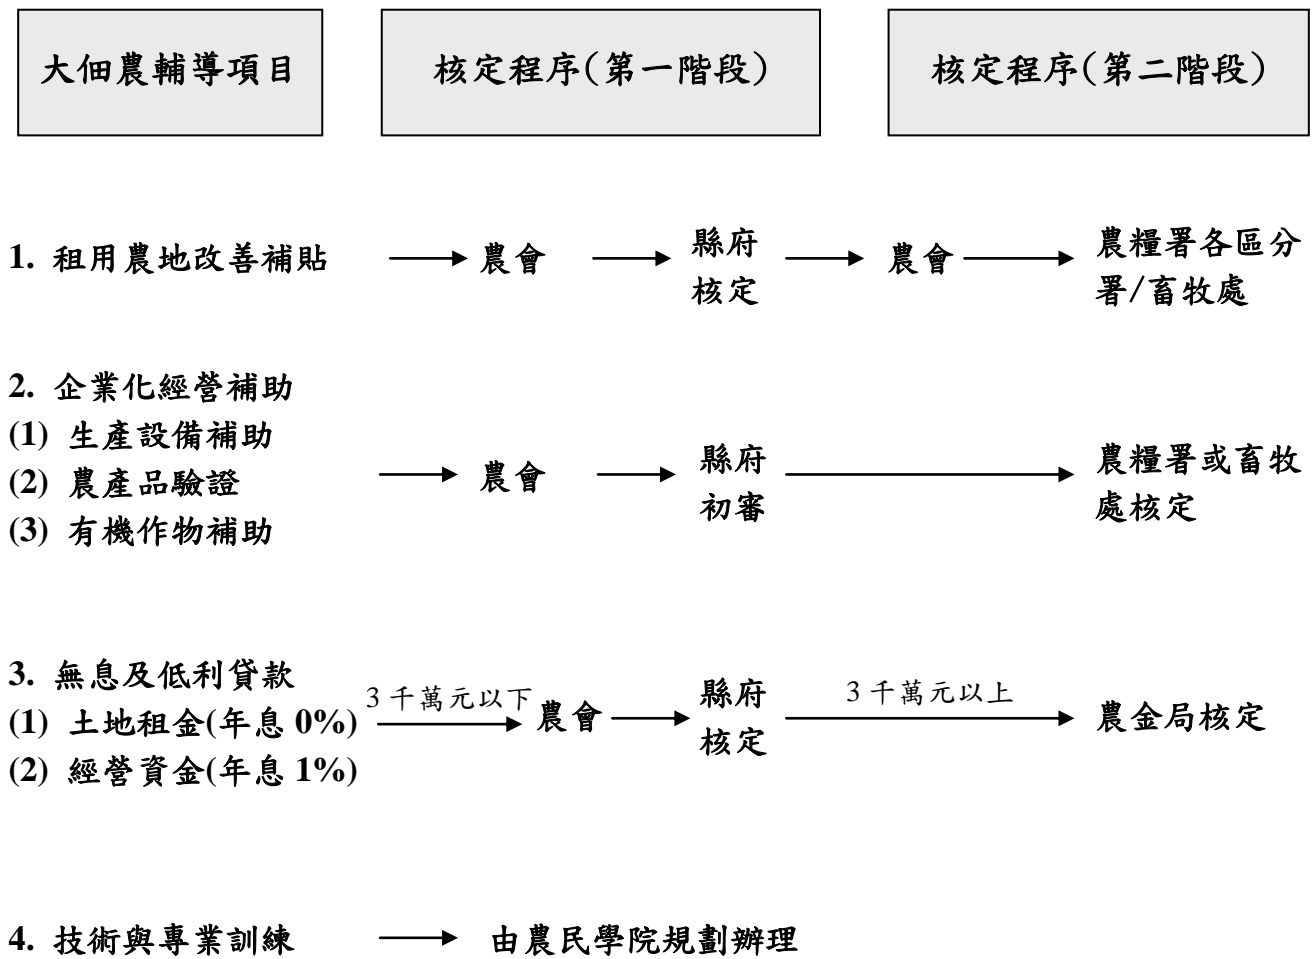 大佃農輔導項目
核定程序(第一階段)
核定程序(第二階段)
1. 租用農地改善補貼
農會
縣府
核定
農會
農糧署各區分
署/畜牧處
2. 企業化經營補助
(1) 生產設備補助
(2) 農產品驗證
(3) 有機作物補助
農會
縣府
初審
農糧署或畜牧
處核定
3. 無息及低利貸款
(1) 土地租金(年息 0%)
(2) 經營資金(年息 1%)
3 千萬元以下
農會
縣府
核定
3 千萬元以上
農金局核定
4. 技術與專業訓練
由農民學院規劃辦理